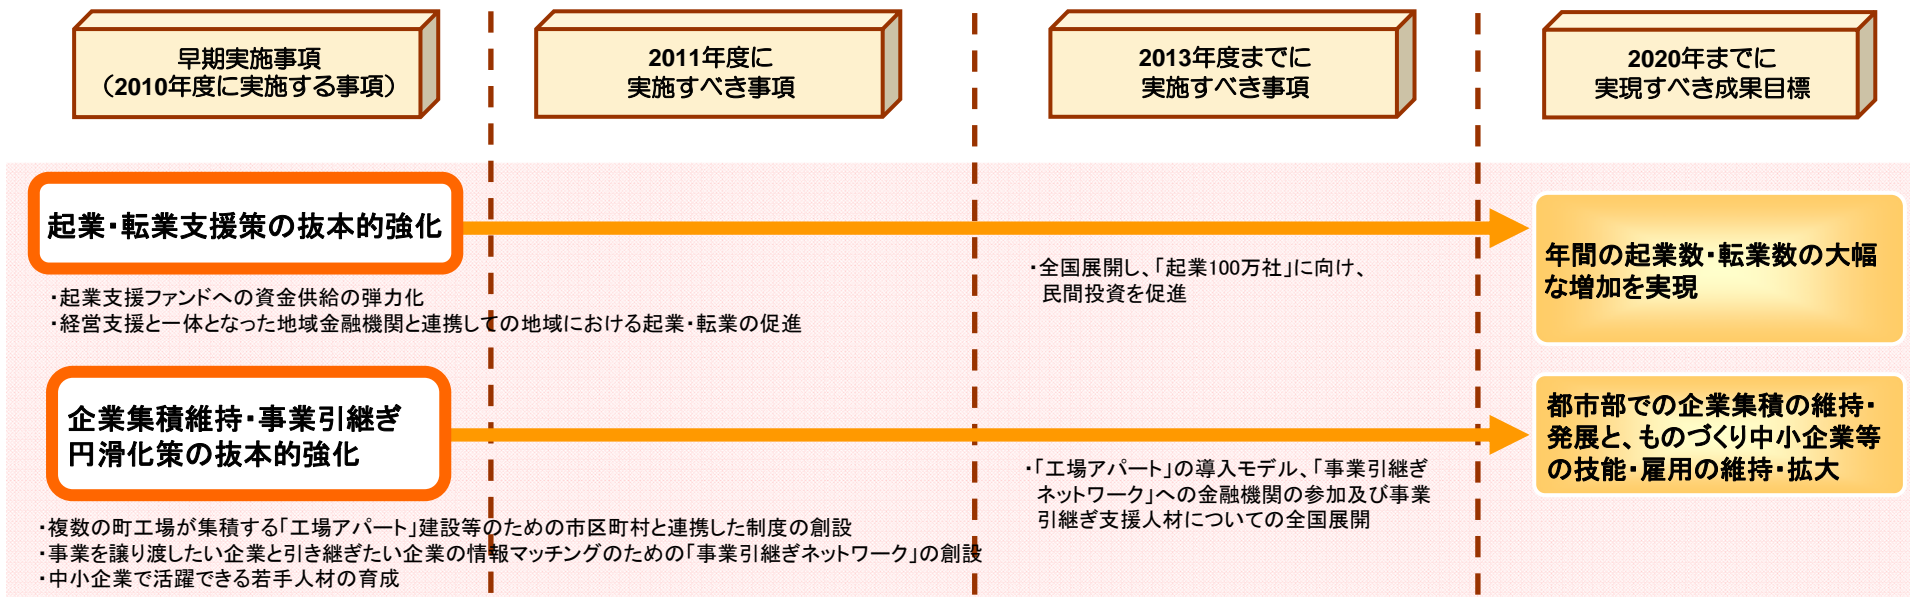 早期実施事項
（2010年度に実施する事項）
2011年度に
実施すべき事項
2013年度までに
実施すべき事項
2020年までに
実現すべき成果目標
起業・転業支援策の抜本的強化
・起業支援ファンドへの資金供給の弾力化
・経営支援と一体となった地域金融機関と連携しての地域における起業・転業の促進
・全国展開し、「起業100万社」に向け、
民間投資を促進
年間の起業数・転業数の大幅
な増加を実現
企業集積維持・事業引継ぎ
円滑化策の抜本的強化
・複数の町工場が集積する「工場アパート」建設等のための市区町村と連携した制度の創設
・事業を譲り渡したい企業と引き継ぎたい企業の情報マッチングのための「事業引継ぎネットワーク」の創設
・中小企業で活躍できる若手人材の育成
・「工場アパート」の導入モデル、「事業引継ぎ
ネットワーク」への金融機関の参加及び事業
引継ぎ支援人材についての全国展開
都市部での企業集積の維持・
発展と、ものづくり中小企業等
の技能・雇用の維持・拡大